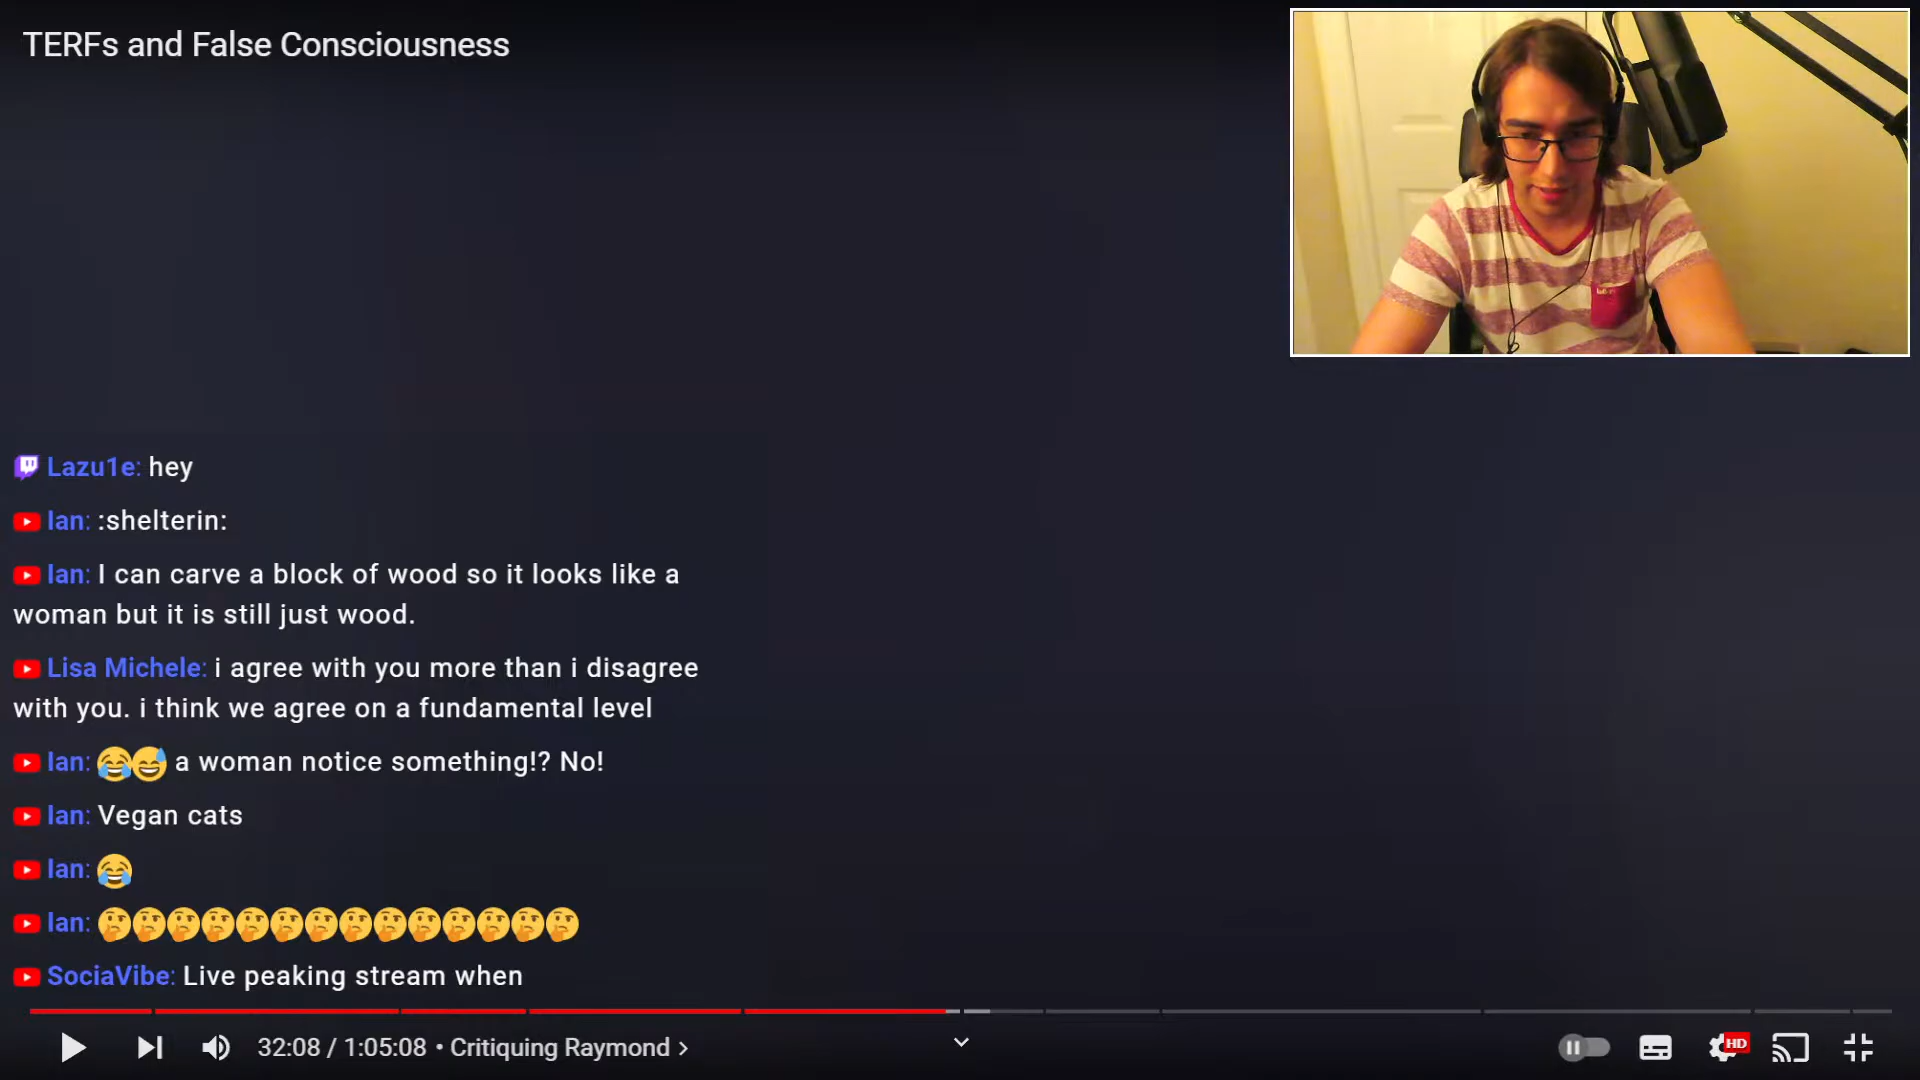 TERFs and False Consciousness
Lazu1e: hey
Ian: :shelterin:
Ian: I can carve a block of wood so it looks like a
woman but it is still just wood.
Lisa Michele: i agree with you more than i disagree
with you. i think we agree on a fundamental level
Ian: 😂😅 a woman notice something!? No!
Ian: Vegan cats
Ian: 😂
Ian: 🤔🤔🤔🤔🤔🤔🤔🤔🤔🤔🤔🤔🤔🤔
SociaVibe: Live peaking stream when
32:08 / 1:05:08 • Critiquing Raymond >
HD